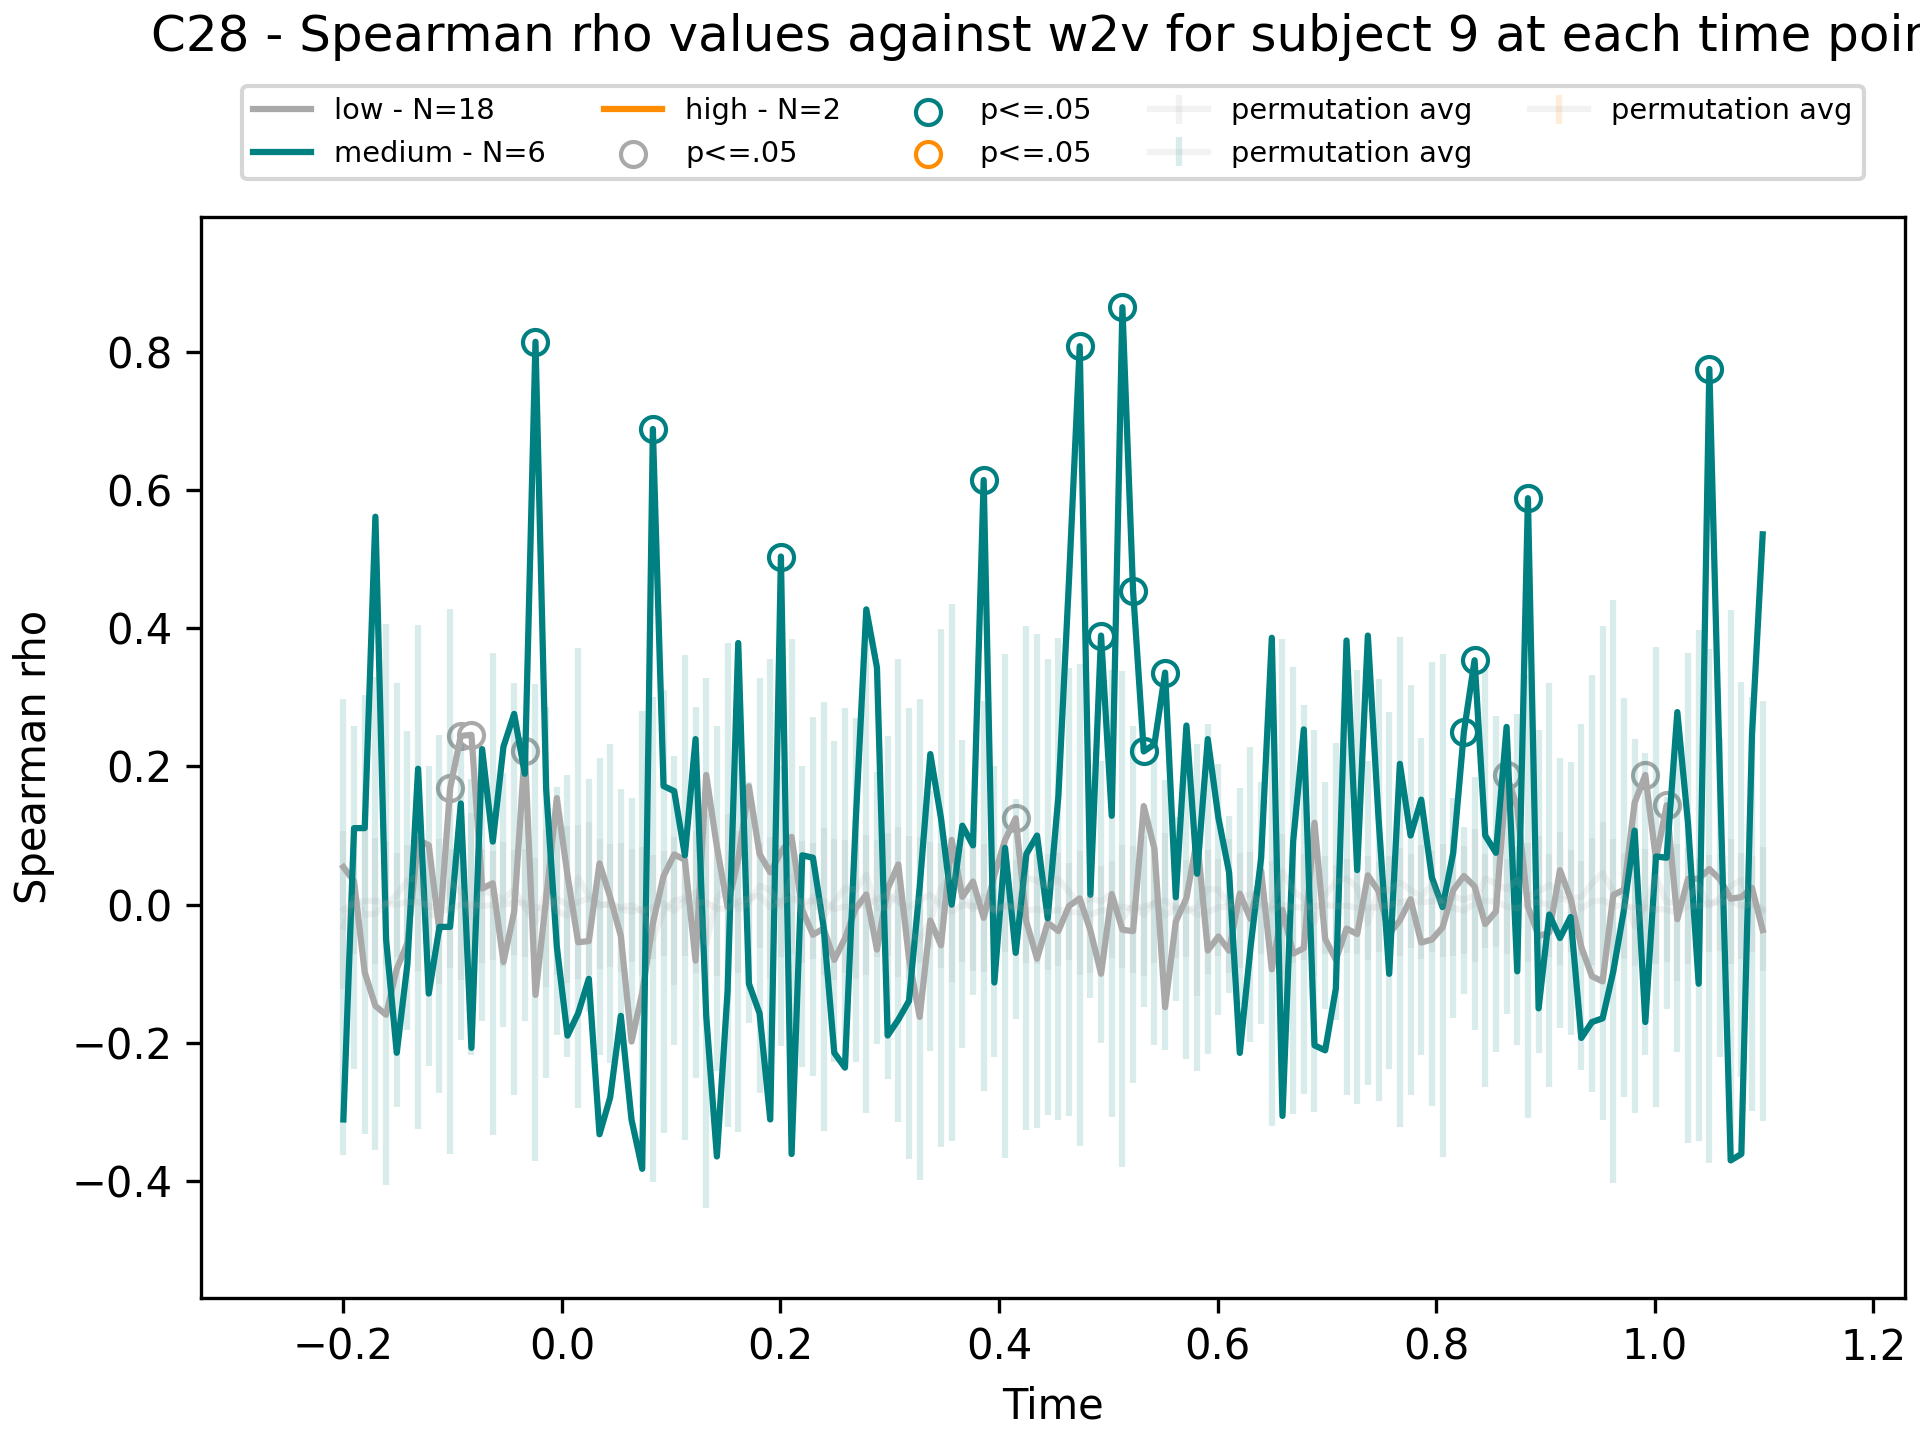 C28 - Spearman rho values against w2v for subject 9 at each time poin
low - N=18
medium - N=6
high - N=2
p<=.05
p<=.05
p<=.05
permutation avg
permutation avg
permutation avg
0.8
0.6
0.4
0.2
0.0
−0.2
−0.4
Spearman rho
−0.2 0.0 0.2 0.4 0.6 0.8 1.0 1.2
Time